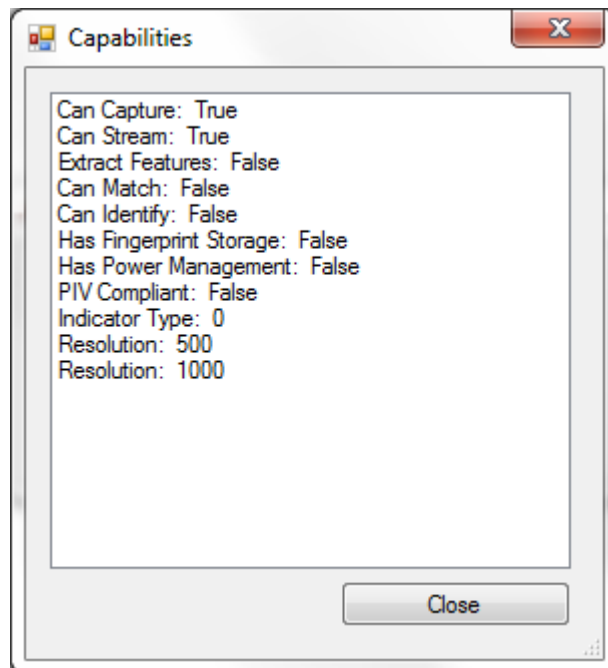 Capabilities
Can Capture: True
Can Stream: True
Extract Features: False
Can Match: False
Can Identify: False
Has Fingerprint Storage: False
Has Power Management: False
PIV Compliant: False
Indicator Type: 0
Resolution: 500
Resolution: 1000
Close